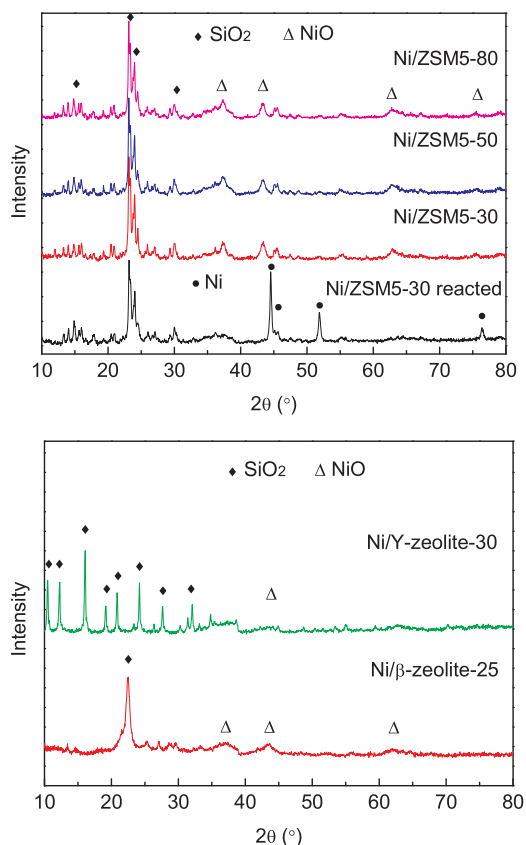 ♦ SiO₂ Δ NiO
Ni/ZSM5-80
Δ Δ Δ Δ
Ni/ZSM5-50
Ni/ZSM5-30
• Ni
Ni/ZSM5-30 reacted
Intensity
10 20 30 40 50 60 70 80
2θ (°)
♦ SiO₂ Δ NiO
Ni/Y-zeolite-30
Δ
Ni/β-zeolite-25
Δ Δ Δ
Intensity
10 20 30 40 50 60 70 80
2θ (°)